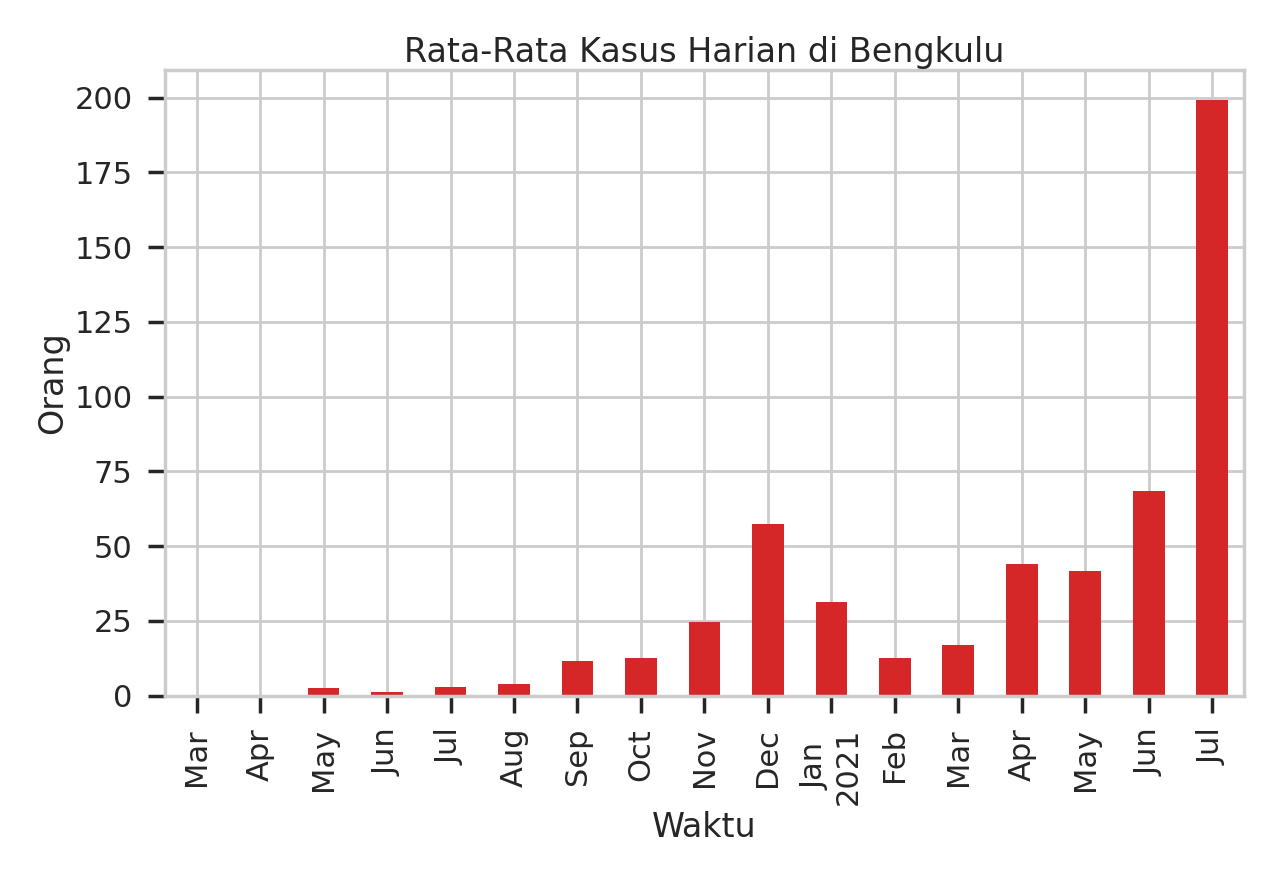 Rata-Rata Kasus Harian di Bengkulu
Orang
200
175
150
125
100
75
50
25
0
Mar
Apr
May
Jun
Jul
Aug
Sep
Oct
Nov
Dec
Jan
2021
Feb
Mar
Apr
May
Jun
Jul
Waktu